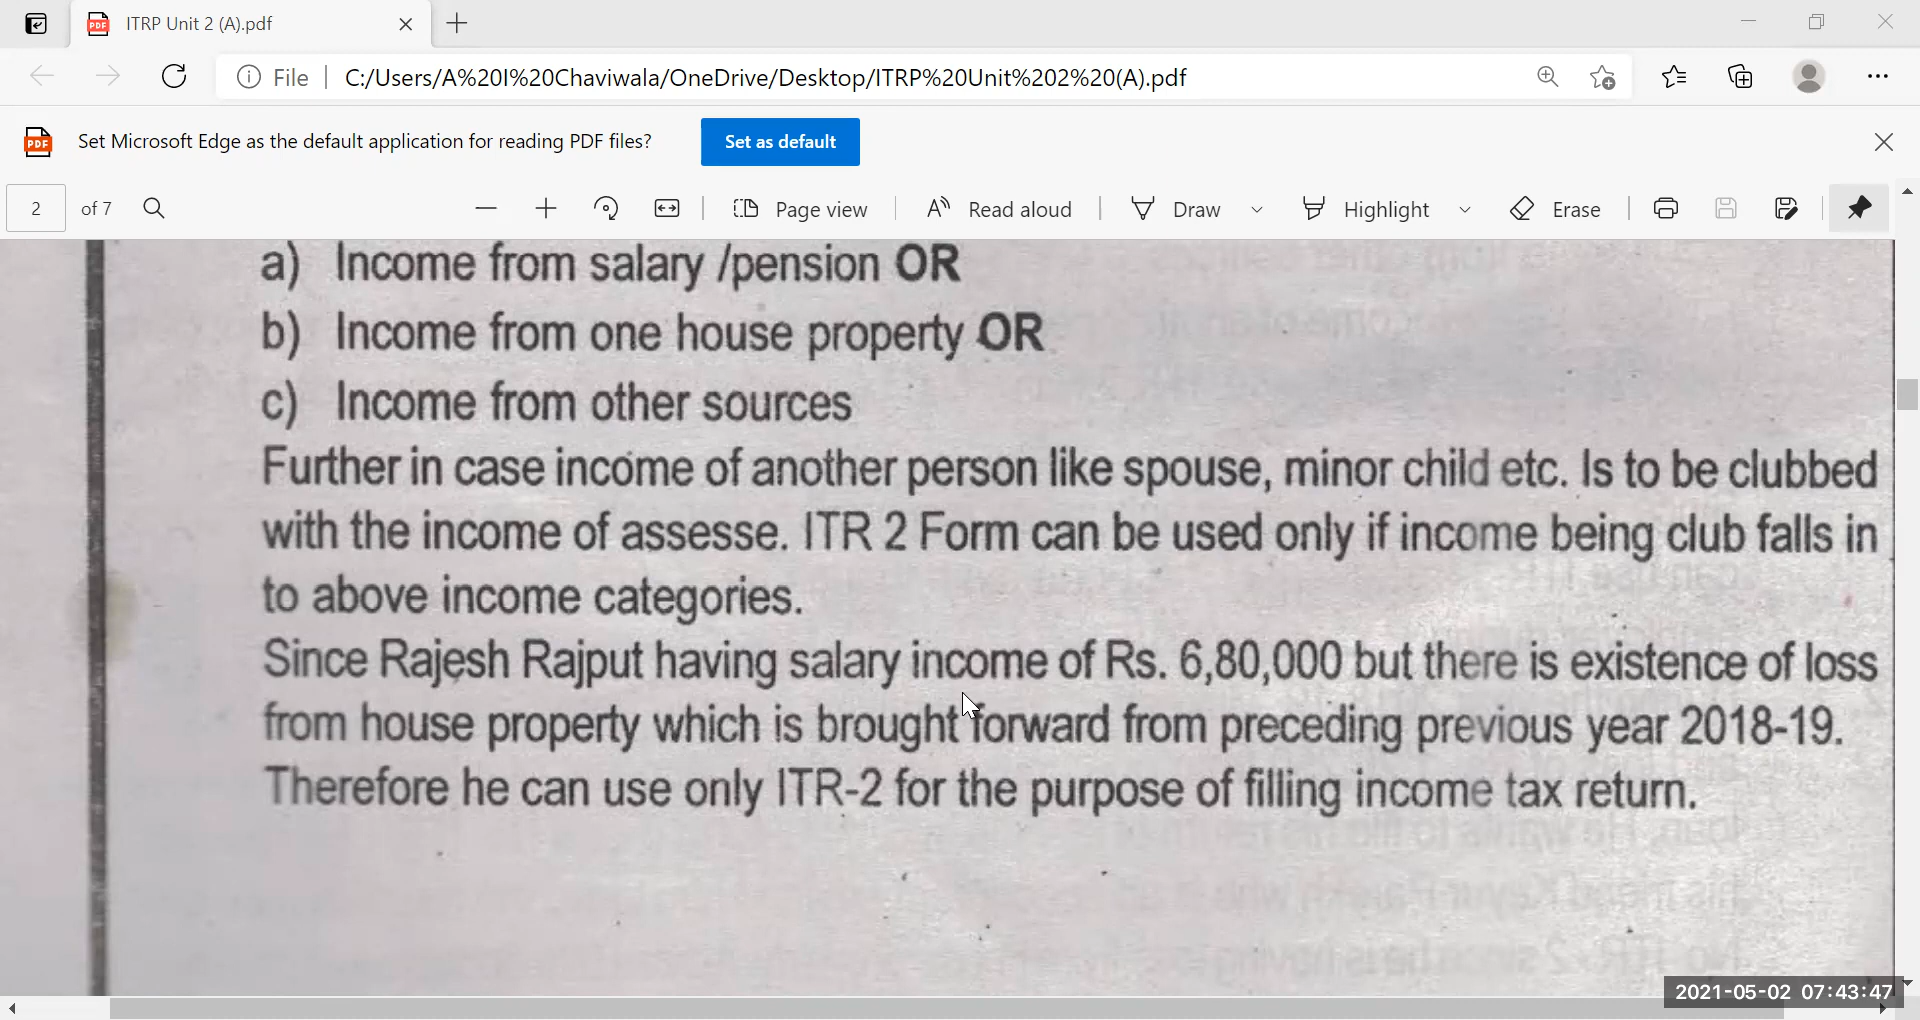 ITRP Unit 2 (A).pdf
File
C:/Users/A%20I%20Chaviwala/OneDrive/Desktop/ITRP%20Unit%202%20(A).pdf
PDF
Set Microsoft Edge as the default application for reading PDF files?
Set as default
2 of 7
Page view
Read aloud
Draw
Highlight
Erase
a) Income from salary /pension OR
b) Income from one house property OR
c) Income from other sources
Further in case income of another person like spouse, minor child etc. Is to be clubbed
with the income of assesse. ITR 2 Form can be used only if income being club falls in
to above income categories.
Since Rajesh Rajput having salary income of Rs. 6,80,000 but there is existence of loss
from house property which is brought forward from preceding previous year 2018-19.
Therefore he can use only ITR-2 for the purpose of filling income tax return.
2021-05-02 07:43:47